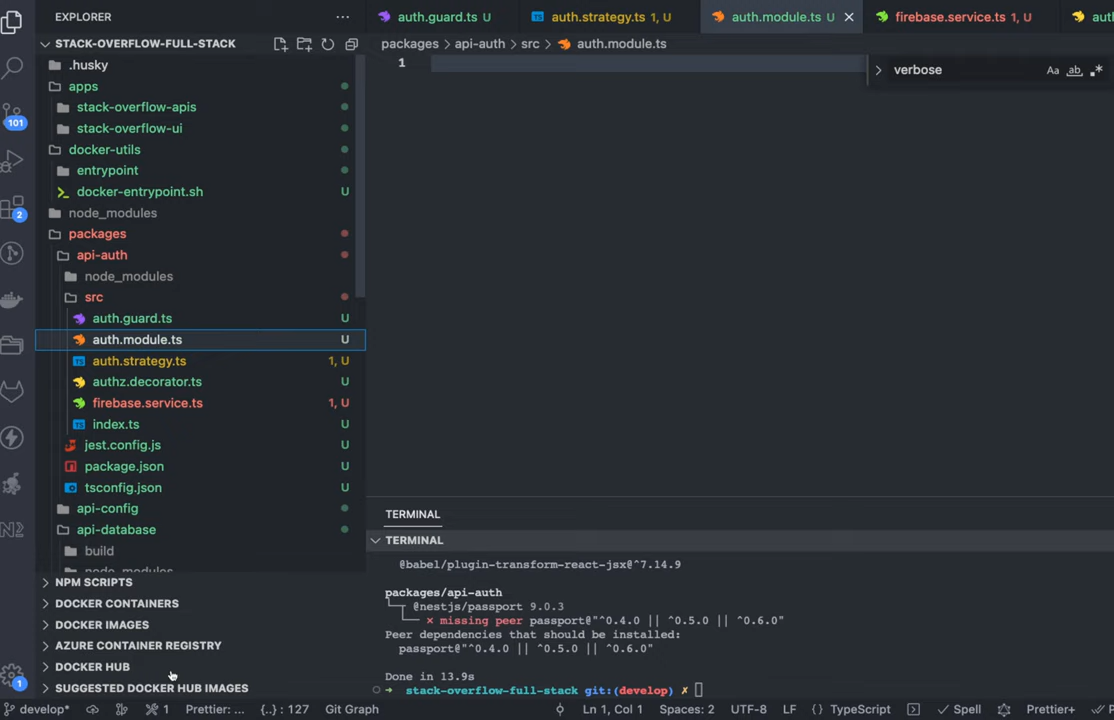 EXPLORER
auth.guard.ts U
auth.strategy.ts 1, U
auth.module.ts U
firebase.service.ts 1, U
auth
STACK-OVERFLOW-FULL-STACK
packages > api-auth > src > auth.module.ts
.husky
1
verbose
Aa ab .*
apps
stack-overflow-apis
101
stack-overflow-ui
docker-utils
entrypoint
docker-entrypoint.sh U
2
node_modules
packages
api-auth
node_modules
src
auth.guard.ts U
auth.module.ts U
auth.strategy.ts 1, U
authz.decorator.ts U
firebase.service.ts 1, U
index.ts U
jest.config.js U
package.json U
tsconfig.json U
api-config
api-database
build
node_modules
NPM SCRIPTS
DOCKER CONTAINERS
DOCKER IMAGES
AZURE CONTAINER REGISTRY
DOCKER HUB
SUGGESTED DOCKER HUB IMAGES
TERMINAL
TERMINAL
@babel/plugin-transform-react-jsx@^7.14.9
packages/api-auth
└─┬ @nestjs/passport 9.0.3
└── ✕ missing peer passport@"^0.4.0 || ^0.5.0 || ^0.6.0"
Peer dependencies that should be installed:
passport@"^0.4.0 || ^0.5.0 || ^0.6.0"
Done in 13.9s
➜ stack-overflow-full-stack git:(develop) ✗
1
develop* 1 Prettier: ... {..} : 127 Git Graph Ln 1, Col 1 Spaces: 2 UTF-8 LF {} TypeScript Spell Prettier+